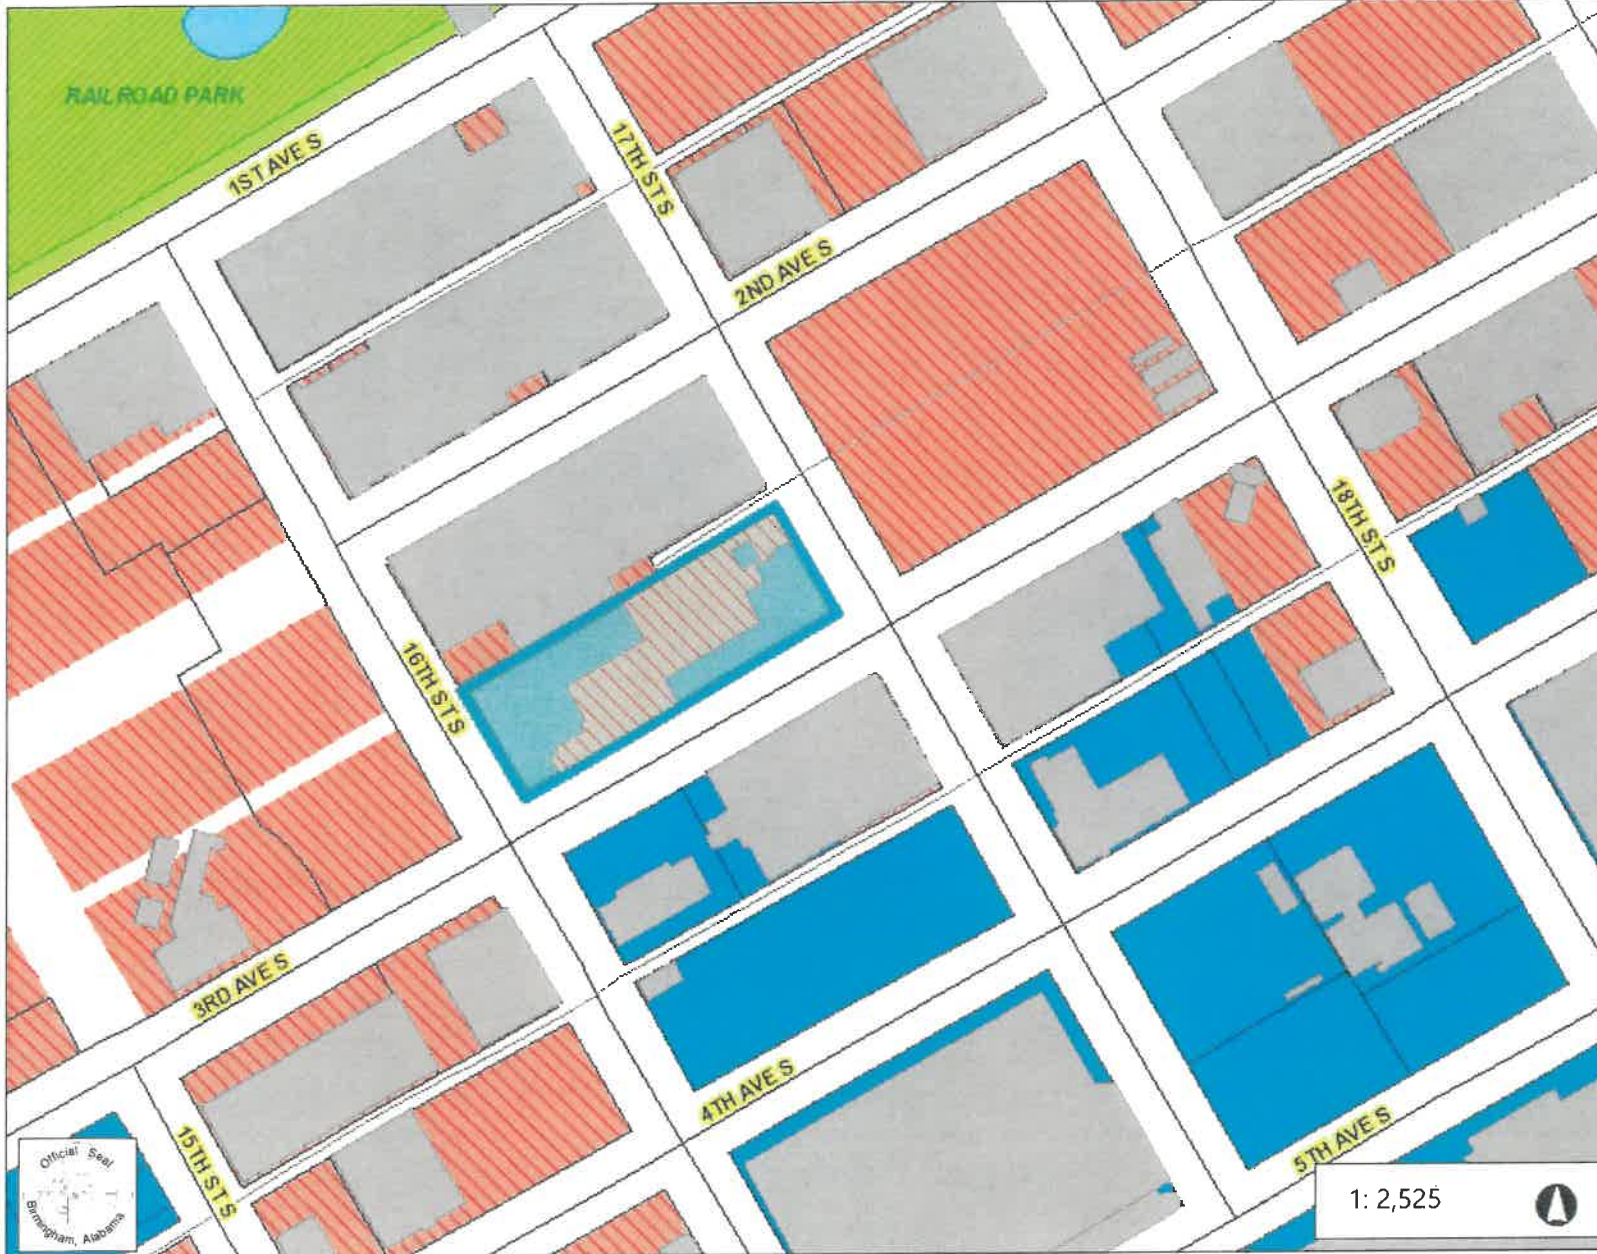 RAILROAD PARK
1ST AVE S
17TH ST S
2ND AVE S
18TH ST S
16TH ST S
3RD AVE S
4TH AVE S
15TH ST S
5TH AVE S
Official Seal
Birmingham, Alabama
1: 2,525